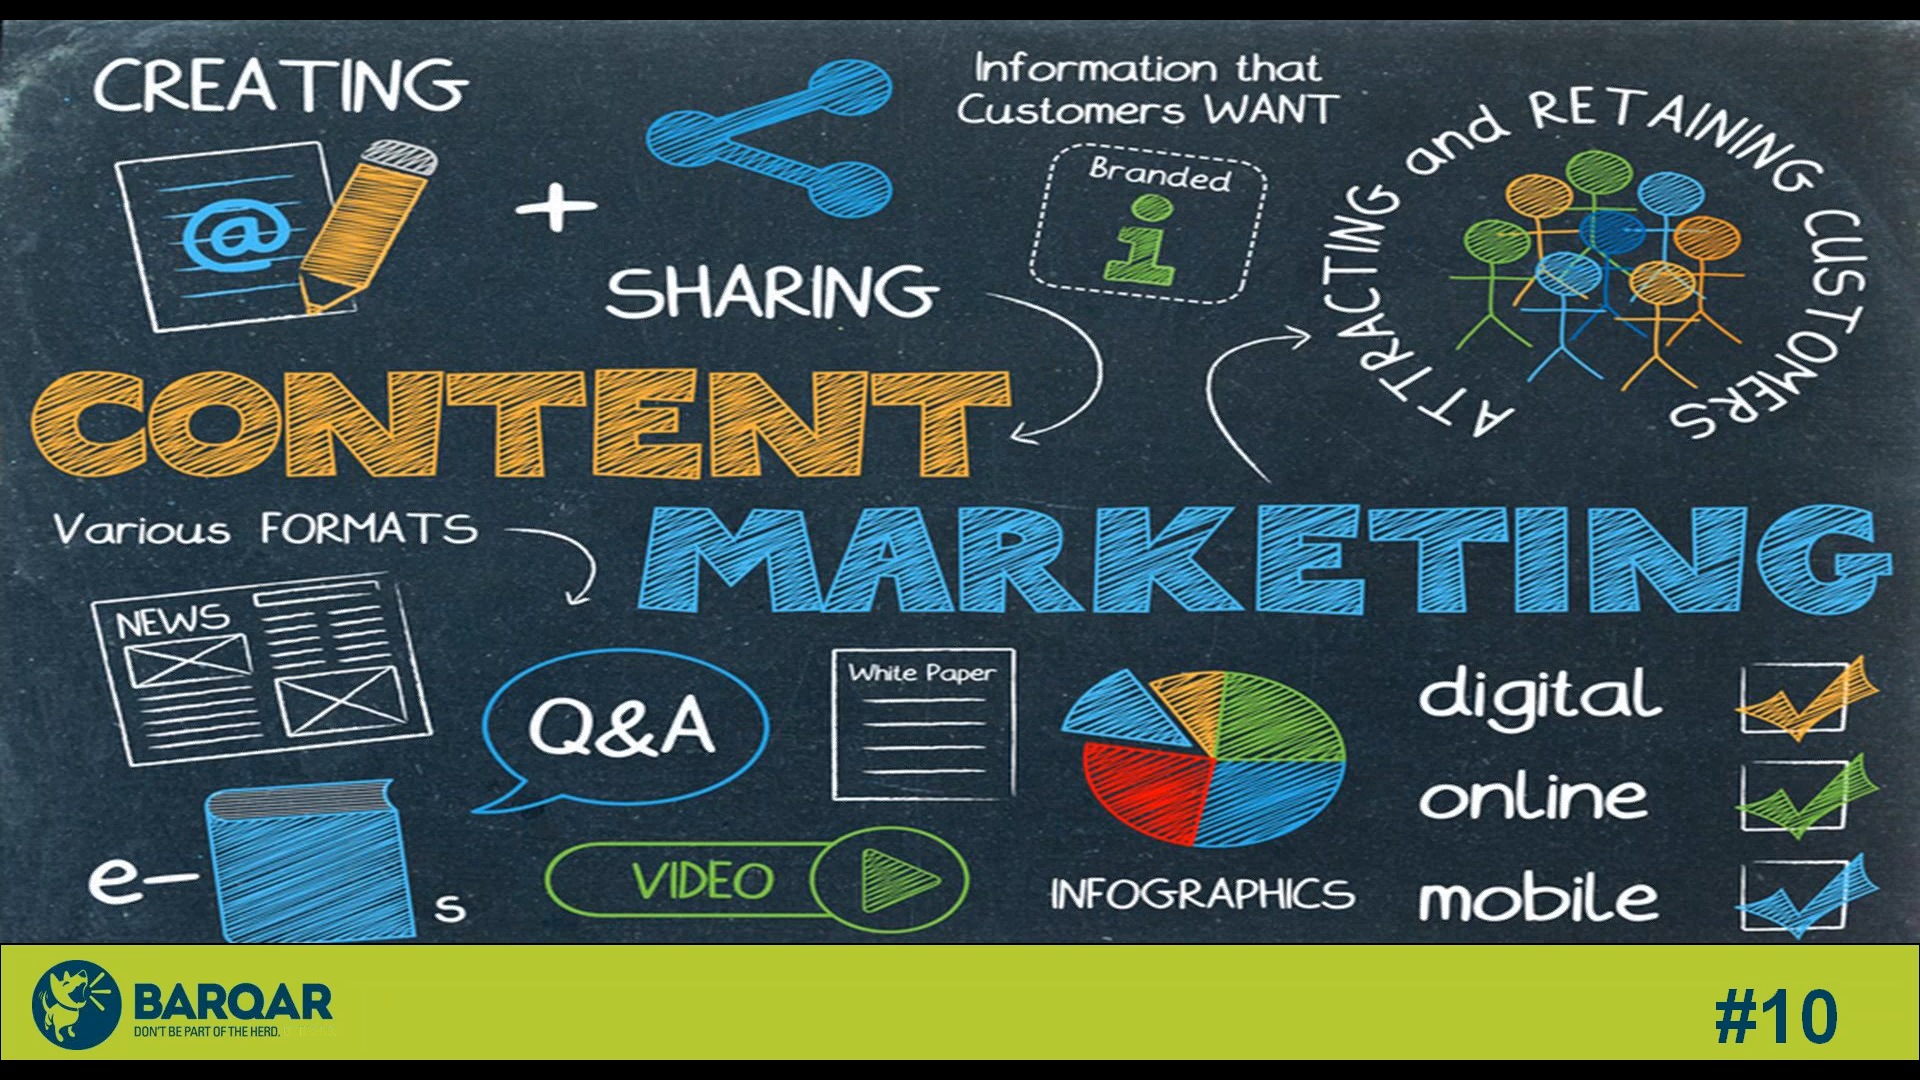 CREATING
@
+
SHARING
Information that
Customers WANT
Branded
i
ATTRACTING and RETAINING CUSTOMERS
CONTENT
MARKETING
Various FORMATS
NEWS
Q&A
White Paper
e-
s
VIDEO
INFOGRAPHICS
digital
online
mobile
BARQAR
DON'T BE PART OF THE HERD.
#10